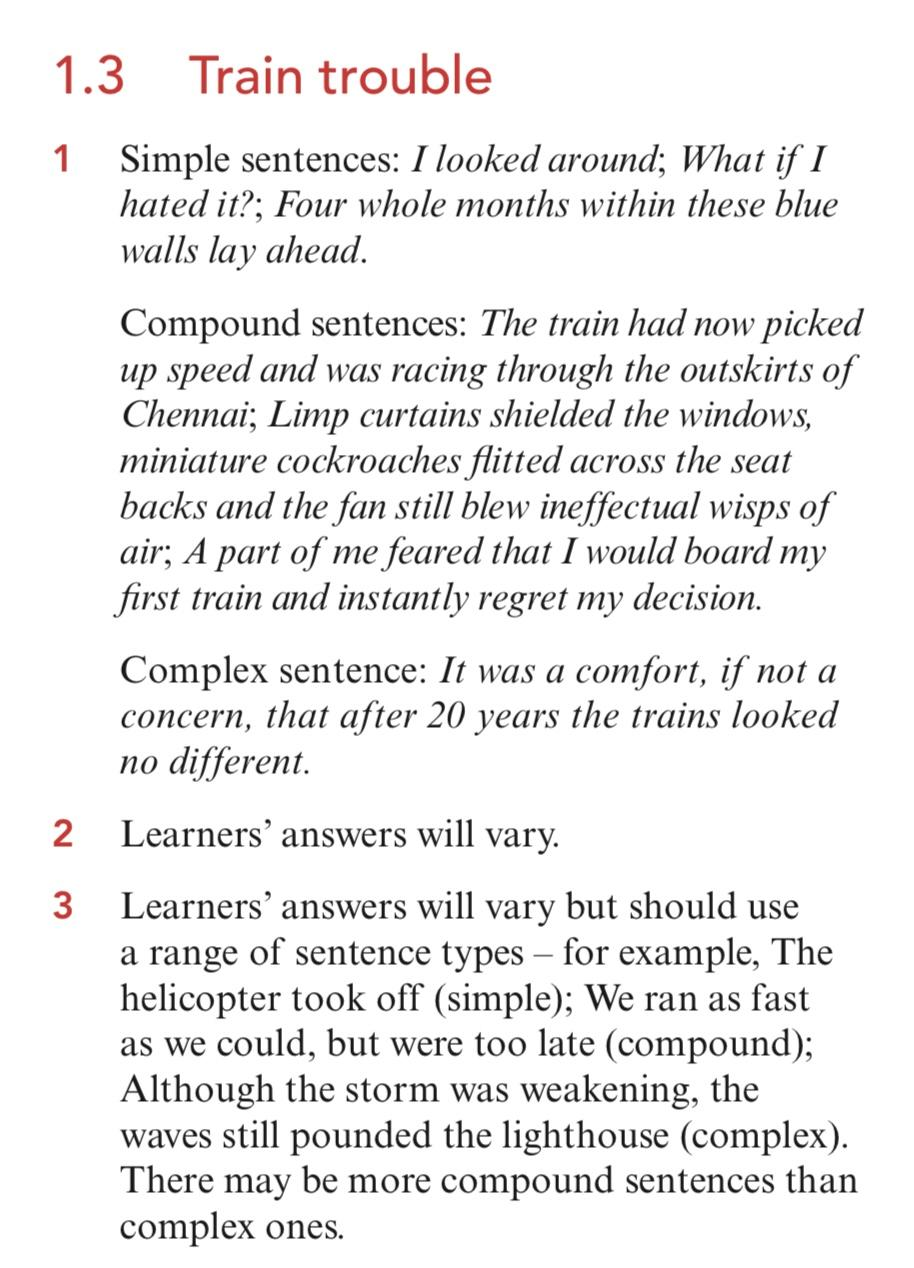 1.3 Train trouble
1 Simple sentences: I looked around; What if I
hated it?; Four whole months within these blue
walls lay ahead.
Compound sentences: The train had now picked
up speed and was racing through the outskirts of
Chennai; Limp curtains shielded the windows,
miniature cockroaches flitted across the seat
backs and the fan still blew ineffectual wisps of
air; A part of me feared that I would board my
first train and instantly regret my decision.
Complex sentence: It was a comfort, if not a
concern, that after 20 years the trains looked
no different.
2 Learners’ answers will vary.
3 Learners’ answers will vary but should use
a range of sentence types – for example, The
helicopter took off (simple); We ran as fast
as we could, but were too late (compound);
Although the storm was weakening, the
waves still pounded the lighthouse (complex).
There may be more compound sentences than
complex ones.